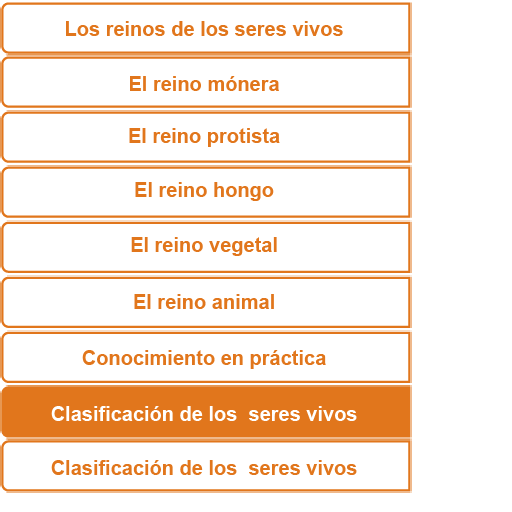 Los reinos de los seres vivos
El reino mónera
El reino protista
El reino hongo
El reino vegetal
El reino animal
Conocimiento en práctica
Clasificación de los  seres vivos
Clasificación de los  seres vivos